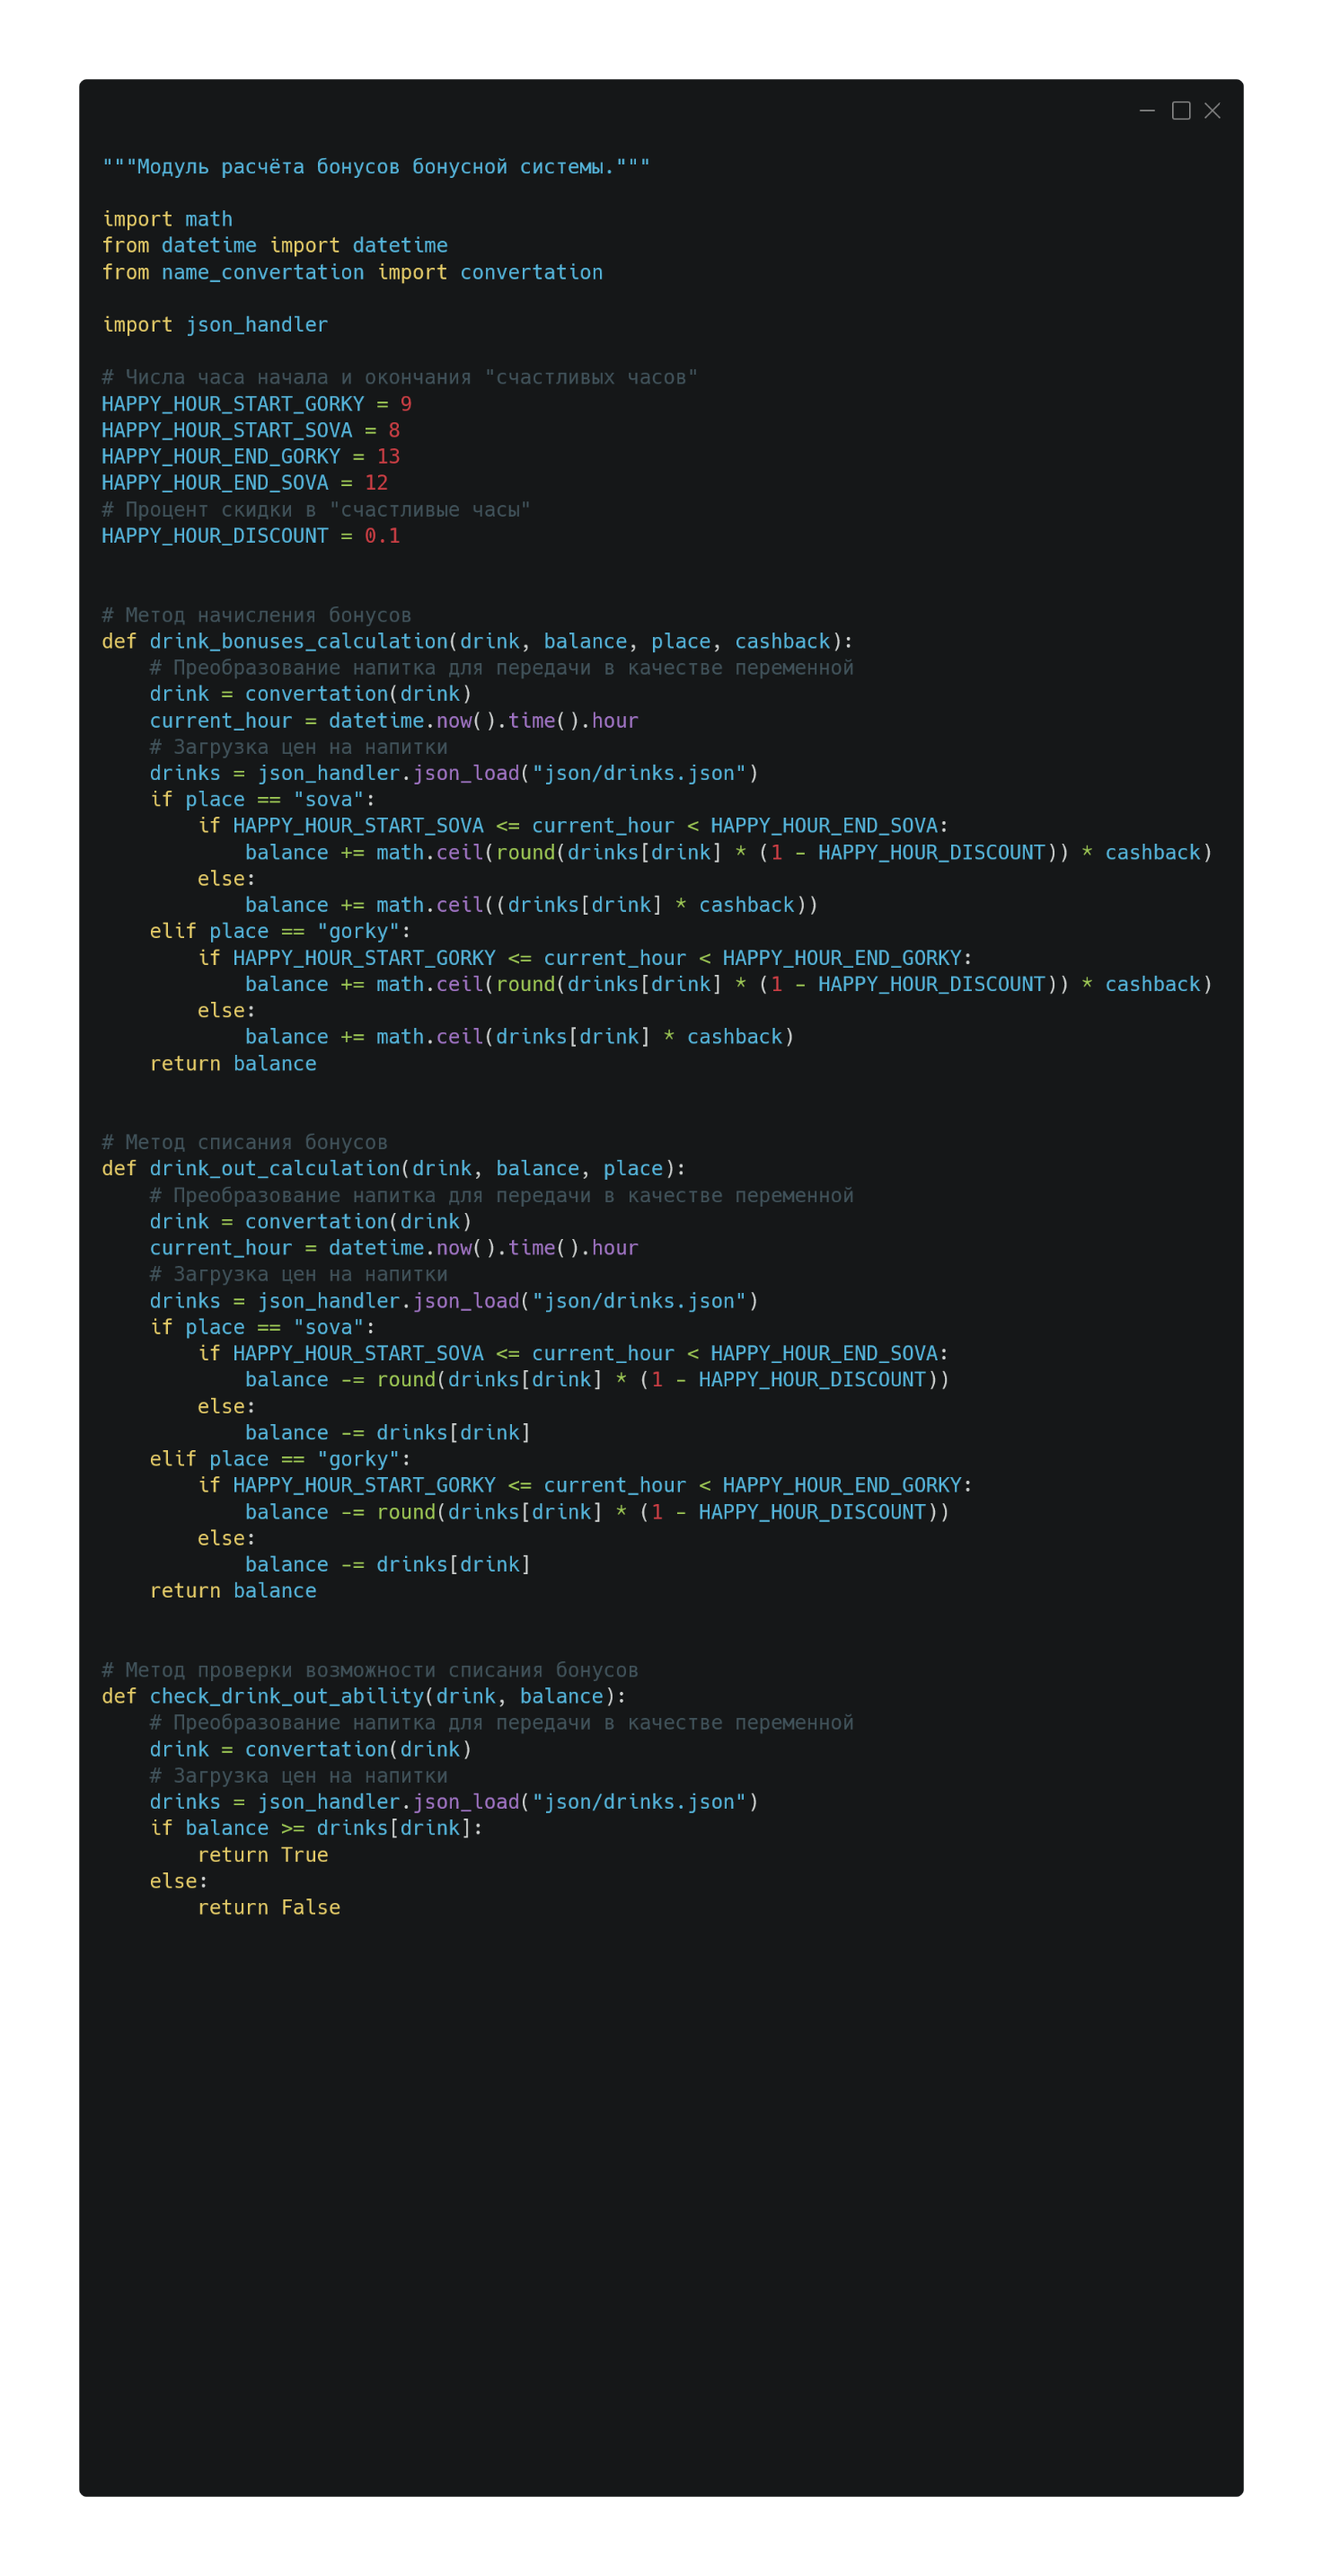 """Модуль расчёта бонусов бонусной системы."""

import math
from datetime import datetime
from name_convertation import convertation

import json_handler

# Числа часа начала и окончания "счастливых часов"
HAPPY_HOUR_START_GORKY = 9
HAPPY_HOUR_START_SOVA = 8
HAPPY_HOUR_END_GORKY = 13
HAPPY_HOUR_END_SOVA = 12
# Процент скидки в "счастливые часы"
HAPPY_HOUR_DISCOUNT = 0.1


# Метод начисления бонусов
def drink_bonuses_calculation(drink, balance, place, cashback):
    # Преобразование напитка для передачи в качестве переменной
    drink = convertation(drink)
    current_hour = datetime.now().time().hour
    # Загрузка цен на напитки
    drinks = json_handler.json_load("json/drinks.json")
    if place == "sova":
        if HAPPY_HOUR_START_SOVA <= current_hour < HAPPY_HOUR_END_SOVA:
            balance += math.ceil(round(drinks[drink] * (1 - HAPPY_HOUR_DISCOUNT)) * cashback)
        else:
            balance += math.ceil((drinks[drink] * cashback))
    elif place == "gorky":
        if HAPPY_HOUR_START_GORKY <= current_hour < HAPPY_HOUR_END_GORKY:
            balance += math.ceil(round(drinks[drink] * (1 - HAPPY_HOUR_DISCOUNT)) * cashback)
        else:
            balance += math.ceil(drinks[drink] * cashback)
    return balance


# Метод списания бонусов
def drink_out_calculation(drink, balance, place):
    # Преобразование напитка для передачи в качестве переменной
    drink = convertation(drink)
    current_hour = datetime.now().time().hour
    # Загрузка цен на напитки
    drinks = json_handler.json_load("json/drinks.json")
    if place == "sova":
        if HAPPY_HOUR_START_SOVA <= current_hour < HAPPY_HOUR_END_SOVA:
            balance -= round(drinks[drink] * (1 - HAPPY_HOUR_DISCOUNT))
        else:
            balance -= drinks[drink]
    elif place == "gorky":
        if HAPPY_HOUR_START_GORKY <= current_hour < HAPPY_HOUR_END_GORKY:
            balance -= round(drinks[drink] * (1 - HAPPY_HOUR_DISCOUNT))
        else:
            balance -= drinks[drink]
    return balance


# Метод проверки возможности списания бонусов
def check_drink_out_ability(drink, balance):
    # Преобразование напитка для передачи в качестве переменной
    drink = convertation(drink)
    # Загрузка цен на напитки
    drinks = json_handler.json_load("json/drinks.json")
    if balance >= drinks[drink]:
        return True
    else:
        return False